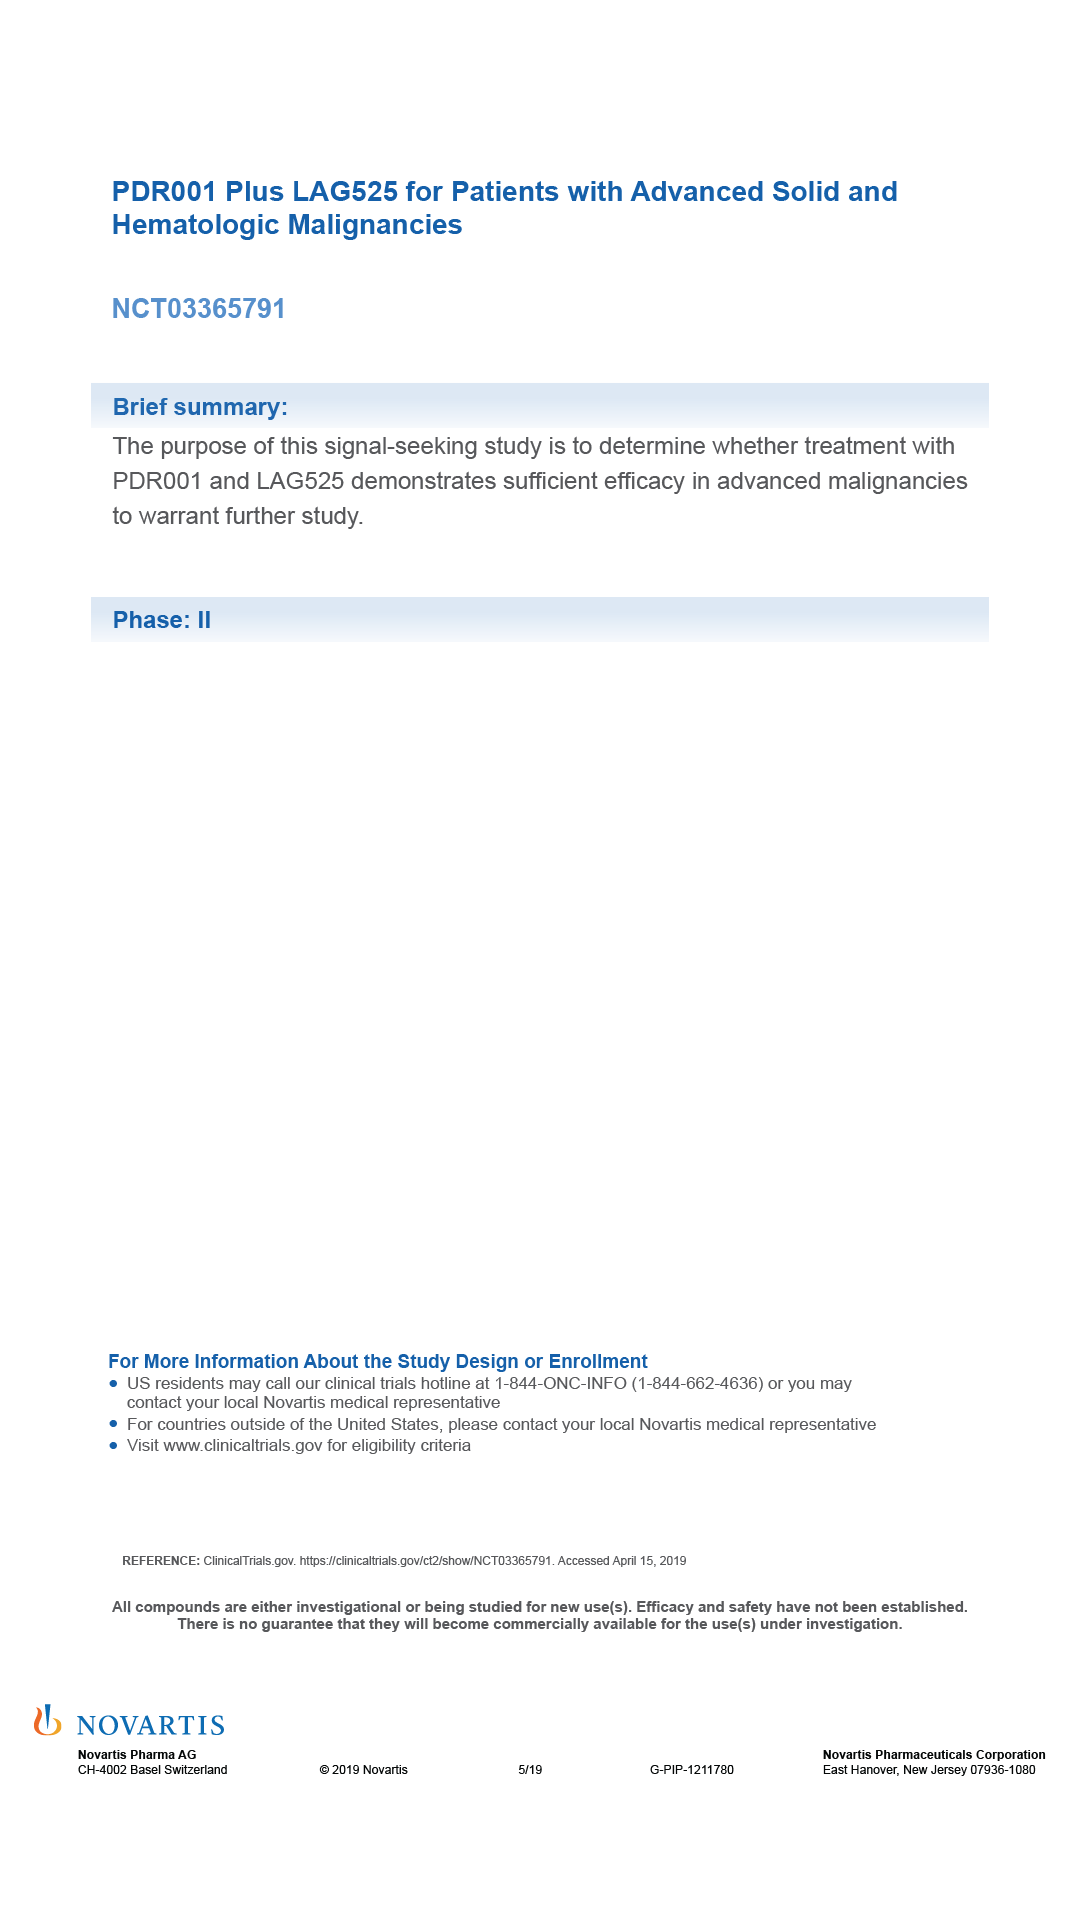 PDR001 Plus LAG525 for Patients with Advanced Solid and
Hematologic Malignancies
NCT03365791
Brief summary:
The purpose of this signal-seeking study is to determine whether treatment with
PDR001 and LAG525 demonstrates sufficient efficacy in advanced malignancies
to warrant further study.
Phase: II
For More Information About the Study Design or Enrollment
● US residents may call our clinical trials hotline at 1-844-ONC-INFO (1-844-662-4636) or you may
contact your local Novartis medical representative
● For countries outside of the United States, please contact your local Novartis medical representative
● Visit www.clinicaltrials.gov for eligibility criteria
REFERENCE: ClinicalTrials.gov. https://clinicaltrials.gov/ct2/show/NCT03365791. Accessed April 15, 2019
All compounds are either investigational or being studied for new use(s). Efficacy and safety have not been established.
There is no guarantee that they will become commercially available for the use(s) under investigation.
NOVARTIS
Novartis Pharma AG
CH-4002 Basel Switzerland
© 2019 Novartis
5/19
G-PIP-1211780
Novartis Pharmaceuticals Corporation
East Hanover, New Jersey 07936-1080